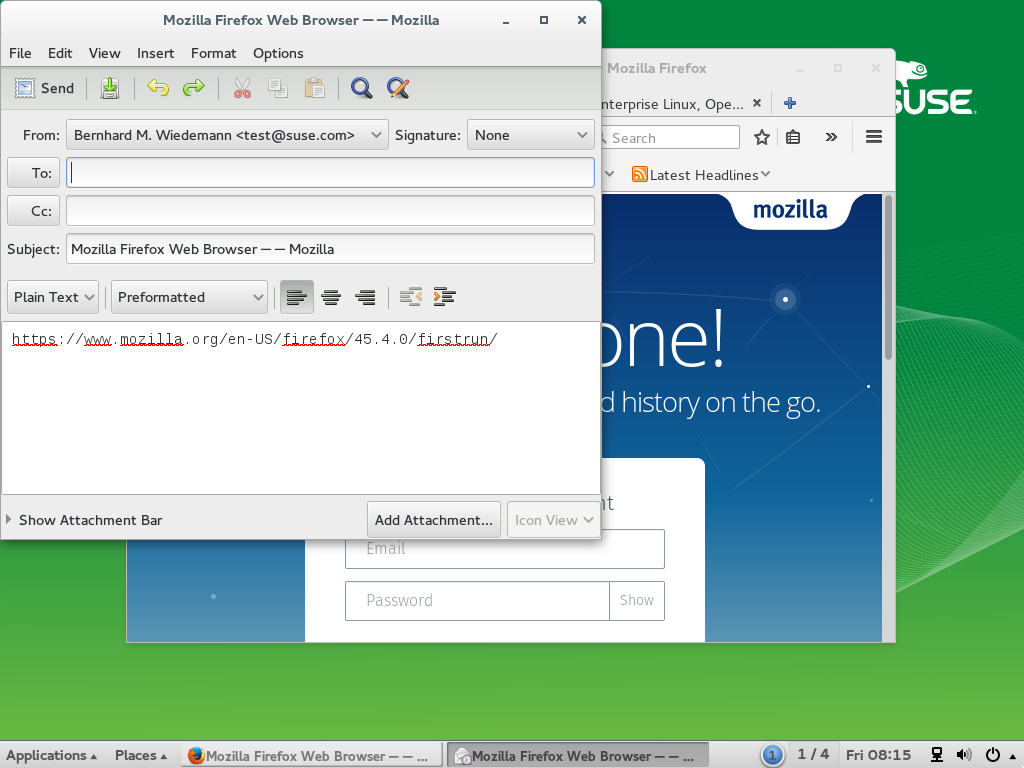 Mozilla Firefox Web Browser — — Mozilla
File Edit View Insert Format Options
Send
From: Bernhard M. Wiedemann <test@suse.com> Signature: None
To:
Cc:
Subject: Mozilla Firefox Web Browser — — Mozilla
Plain Text Preformatted
https://www.mozilla.org/en-US/firefox/45.4.0/firstrun/
Show Attachment Bar Add Attachment... Icon View
Mozilla Firefox
nterprise Linux, Ope...
Search
Latest Headlines
mozilla
one!
d history on the go.
nt
Email
Password Show
SUSE
Applications Places Mozilla Firefox Web Browser — — ... Mozilla Firefox Web Browser — — ... 1 1 / 4 Fri 08:15